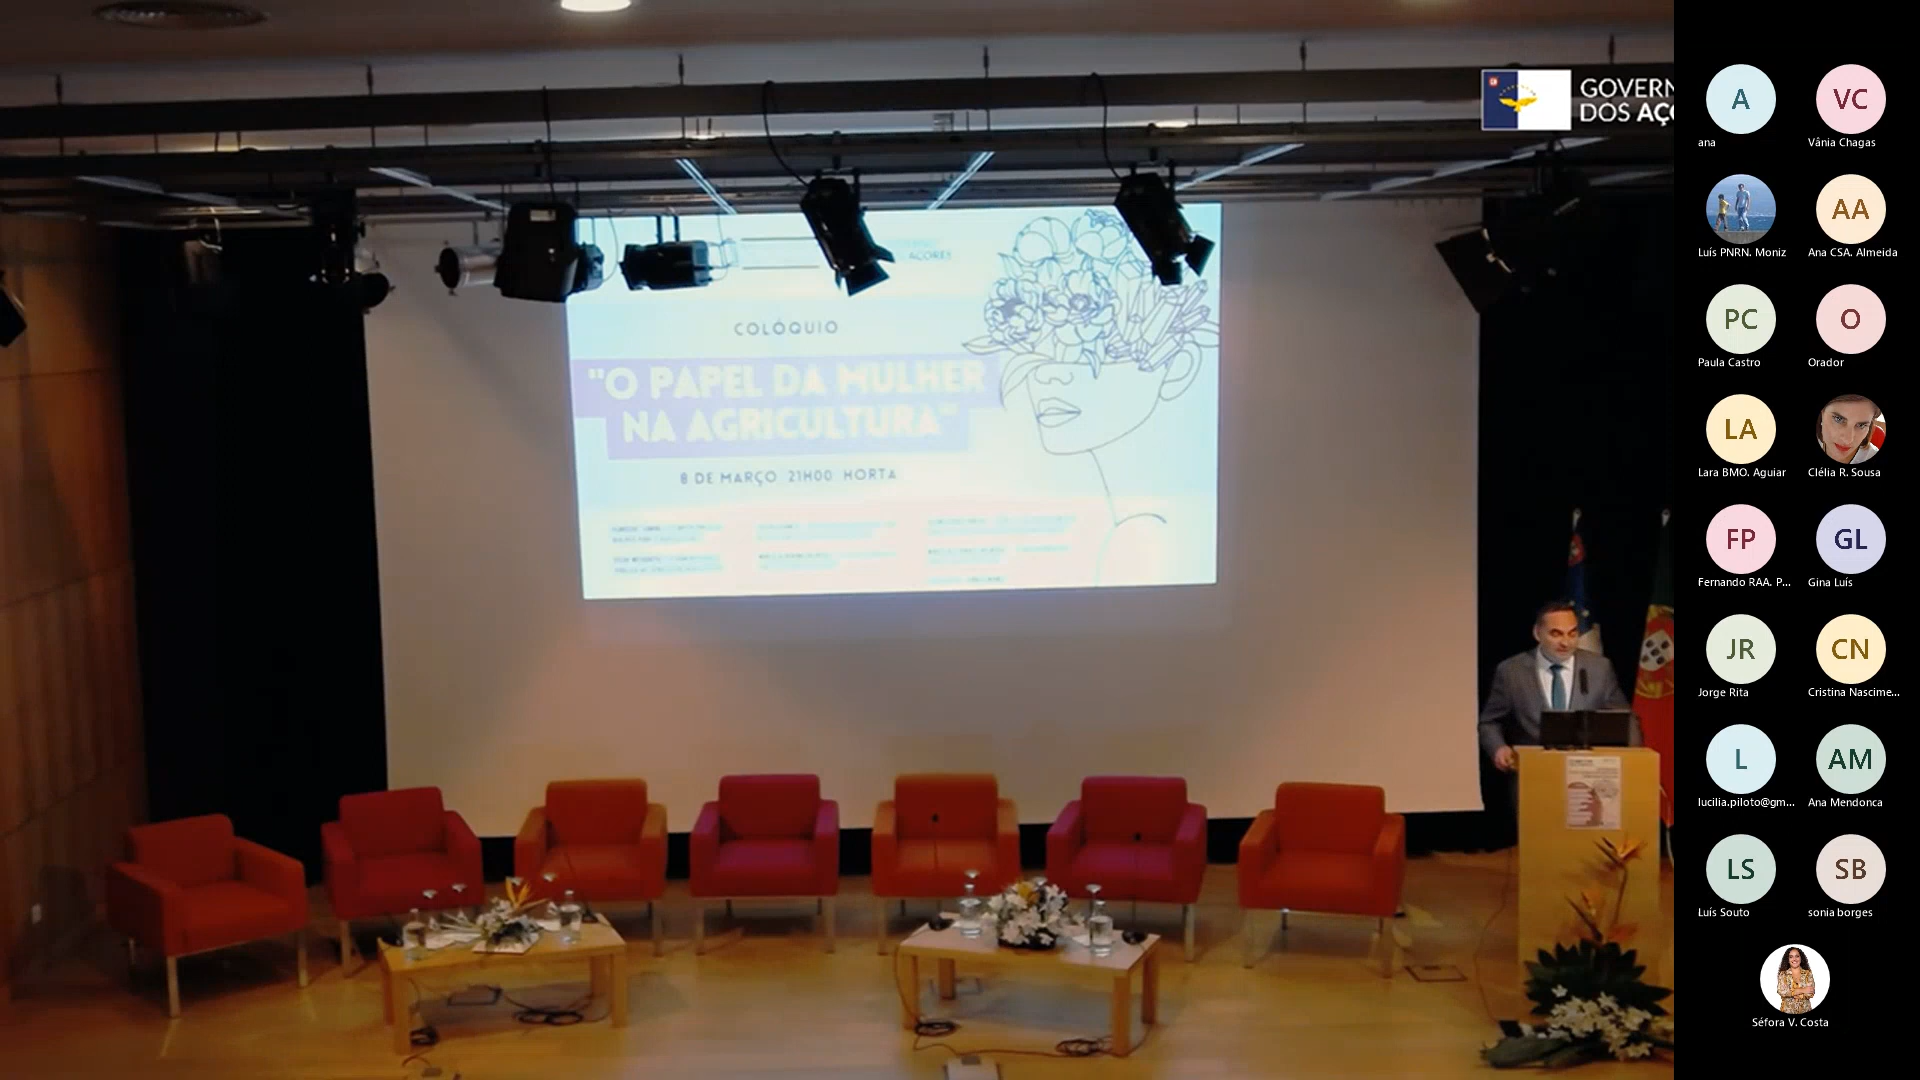 GOVERN
DOS AÇO
AÇORES
COLÓQUIO
"O PAPEL DA MULHER
NA AGRICULTURA"
8 DE MARÇO 21H00 HORTA
A
ana
VC
Vânia Chagas
Luís PNRN. Moniz
AA
Ana CSA. Almeida
PC
Paula Castro
O
Orador
LA
Lara BMO. Aguiar
Clélia R. Sousa
FP
Fernando RAA. P...
GL
Gina Luís
JR
Jorge Rita
CN
Cristina Nascime...
L
lucilia.piloto@gm...
AM
Ana Mendonca
LS
Luís Souto
SB
sonia borges
Séfora V. Costa